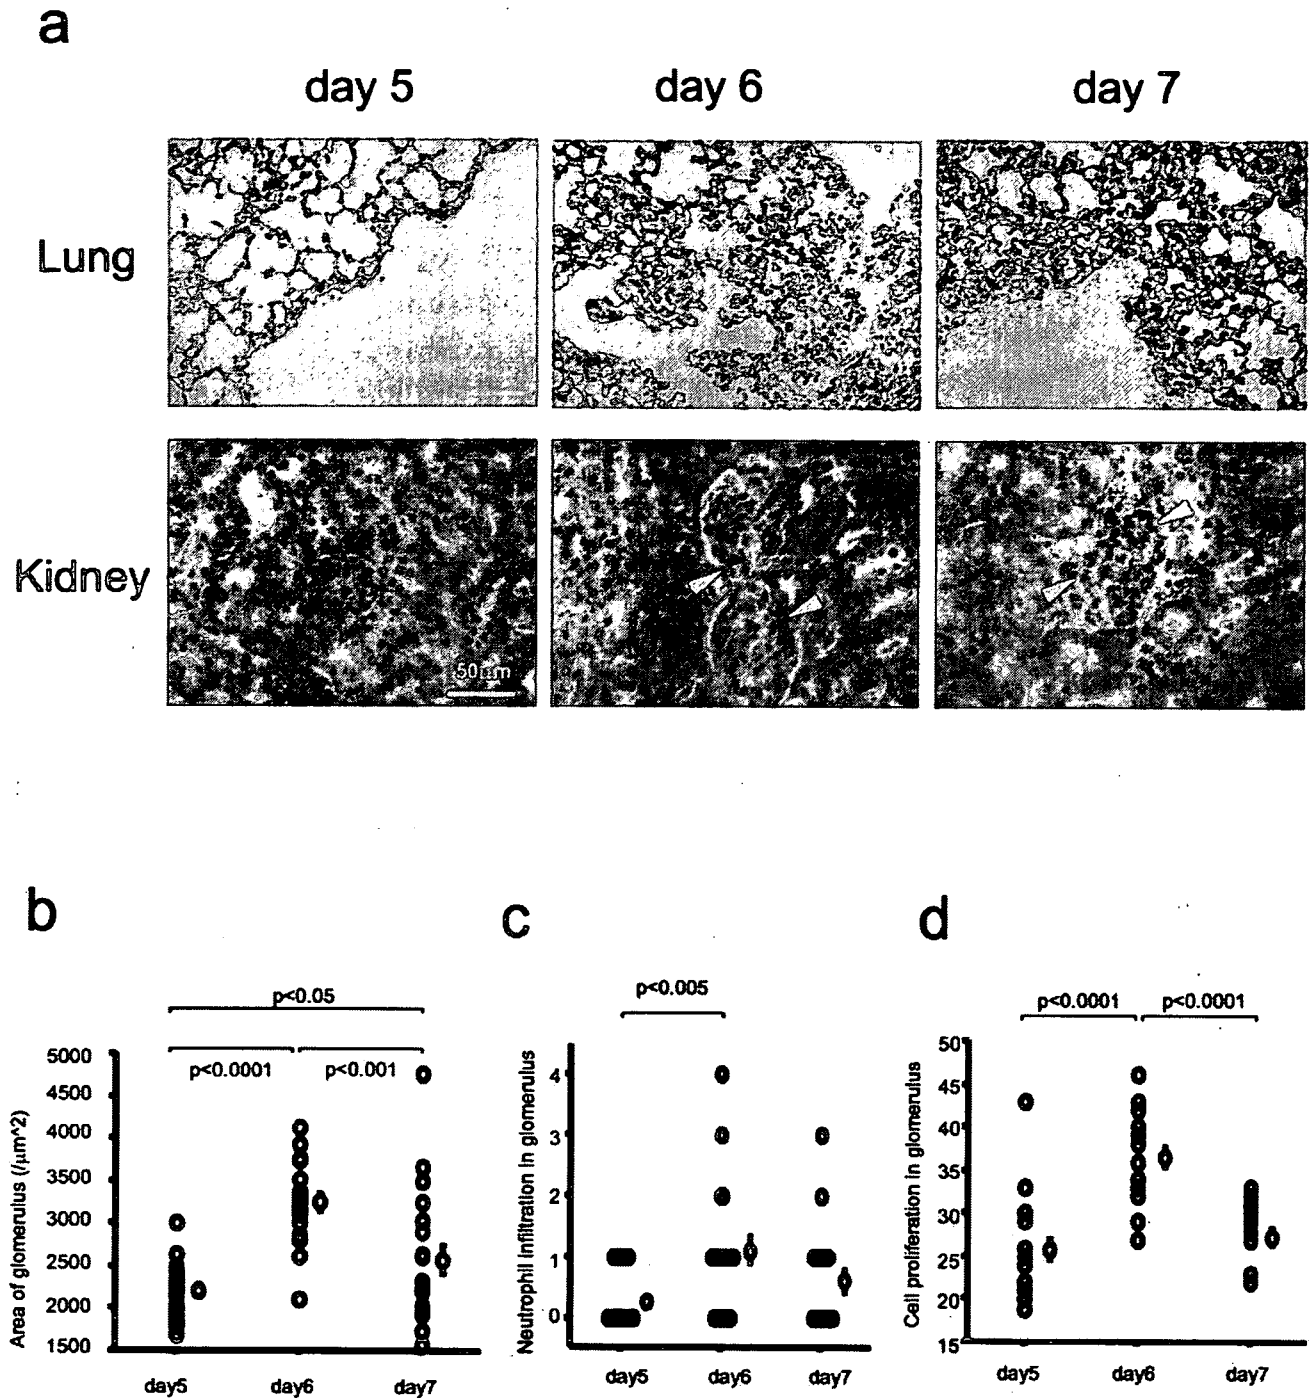 a
day 5 day 6 day 7
Lung
Kidney
b
c
d
p<0.05
p<0.0001 p<0.001
p<0.005
p<0.0001 p<0.0001
Area of glomerulus (/μm^2)
5000
4500
4000
3500
3000
2500
2000
1500
day5 day6 day7
Neutrophil infiltration in glomerulus
4
3
2
1
0
day5 day6 day7
Cell proliferation in glomerulus
50
45
40
35
30
25
20
15
day5 day6 day7